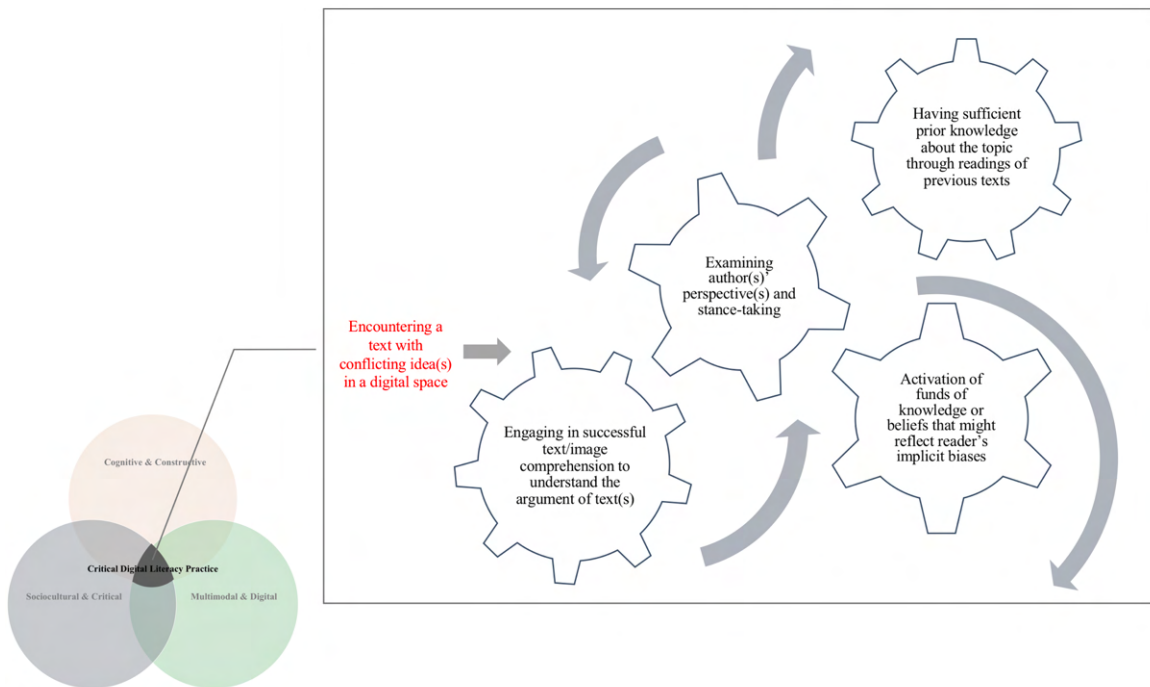 Having sufficient
prior knowledge
about the topic
through readings of
previous texts
Examining
author(s)’
perspective(s) and
stance-taking
Encountering a
text with
conflicting idea(s)
in a digital space
Activation of
funds of
knowledge or
beliefs that might
reflect reader’s
implicit biases
Engaging in successful
text/image
comprehension to
understand the
argument of text(s)
Cognitive & Constructive
Critical Digital Literacy Practice
Sociocultural & Critical
Multimodal & Digital